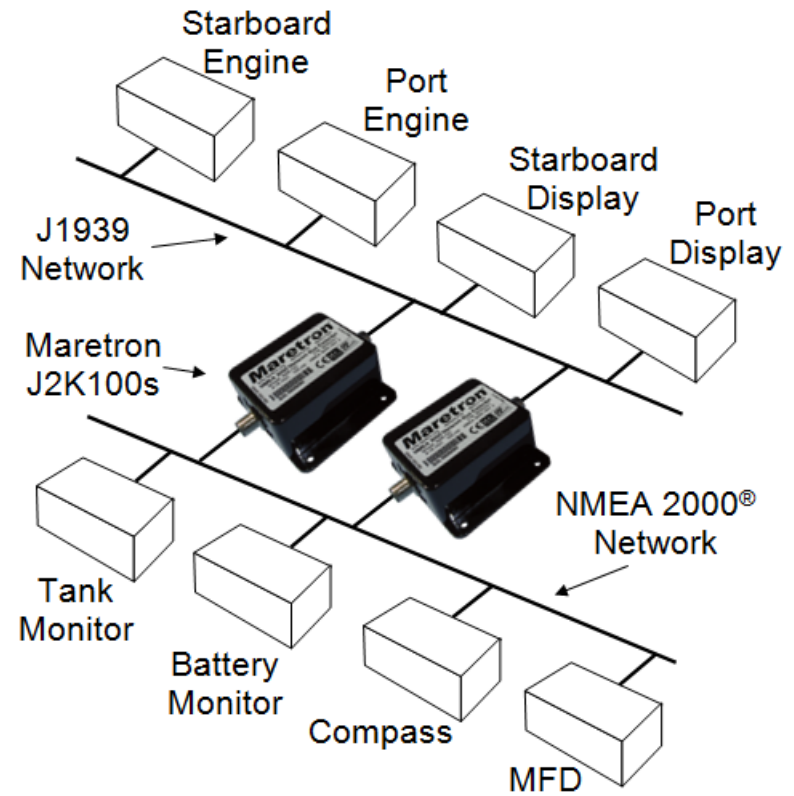 Starboard
Engine
Port
Engine
Starboard
Display
Port
Display
J1939
Network
Maretron
J2K100s
Maretron
Maretron
NMEA 2000®
Network
Tank
Monitor
Battery
Monitor
Compass
MFD